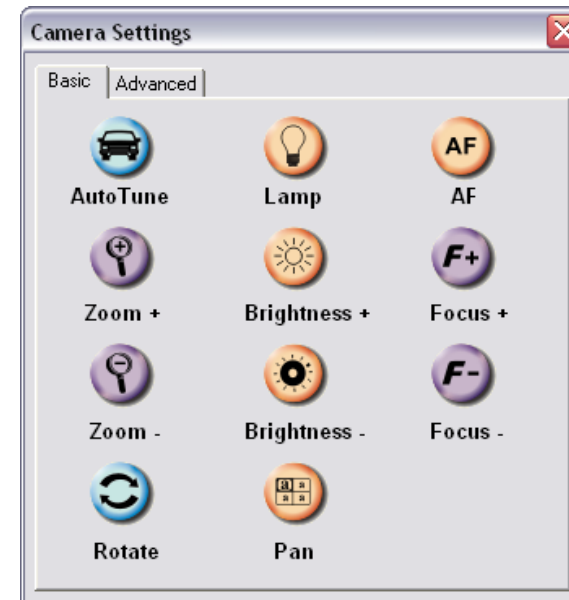 Camera Settings
Basic Advanced
AF
AutoTune Lamp AF
F+
Zoom + Brightness + Focus +
F-
Zoom - Brightness - Focus -
a a
a a
Rotate Pan